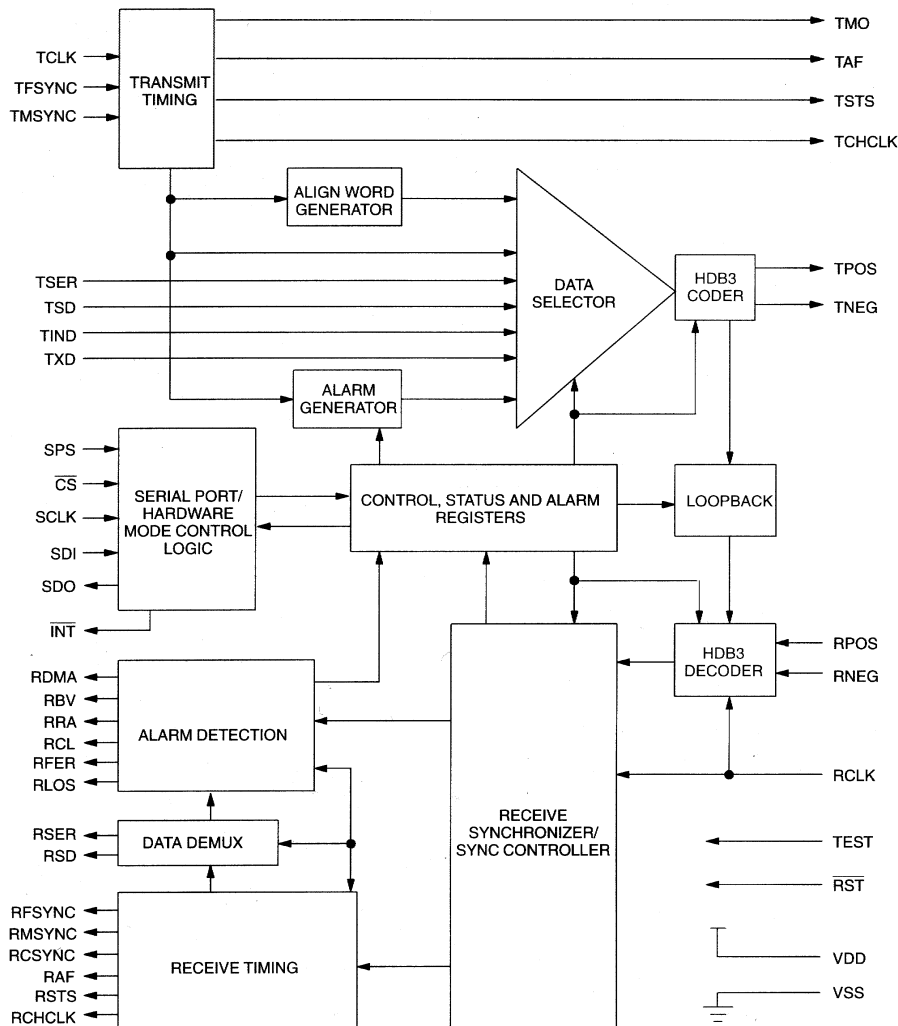 TCLK
TFSYNC
TMSYNC
TRANSMIT
TIMING
TMO
TAF
TSTS
TCHCLK
ALIGN WORD
GENERATOR
TSER
TSD
TIND
TXD
DATA
SELECTOR
HDB3
CODER
TPOS
TNEG
ALARM
GENERATOR
SPS
CS
SCLK
SDI
SDO
INT
SERIAL PORT/
HARDWARE
MODE CONTROL
LOGIC
CONTROL, STATUS AND ALARM
REGISTERS
LOOPBACK
HDB3
DECODER
RPOS
RNEG
RCLK
RDMA
RBV
RRA
RCL
RFER
RLOS
ALARM DETECTION
RSER
RSD
DATA DEMUX
RECEIVE
SYNCHRONIZER/
SYNC CONTROLLER
TEST
RST
VDD
VSS
RFSYNC
RMSYNC
RCSYNC
RAF
RSTS
RCHCLK
RECEIVE TIMING